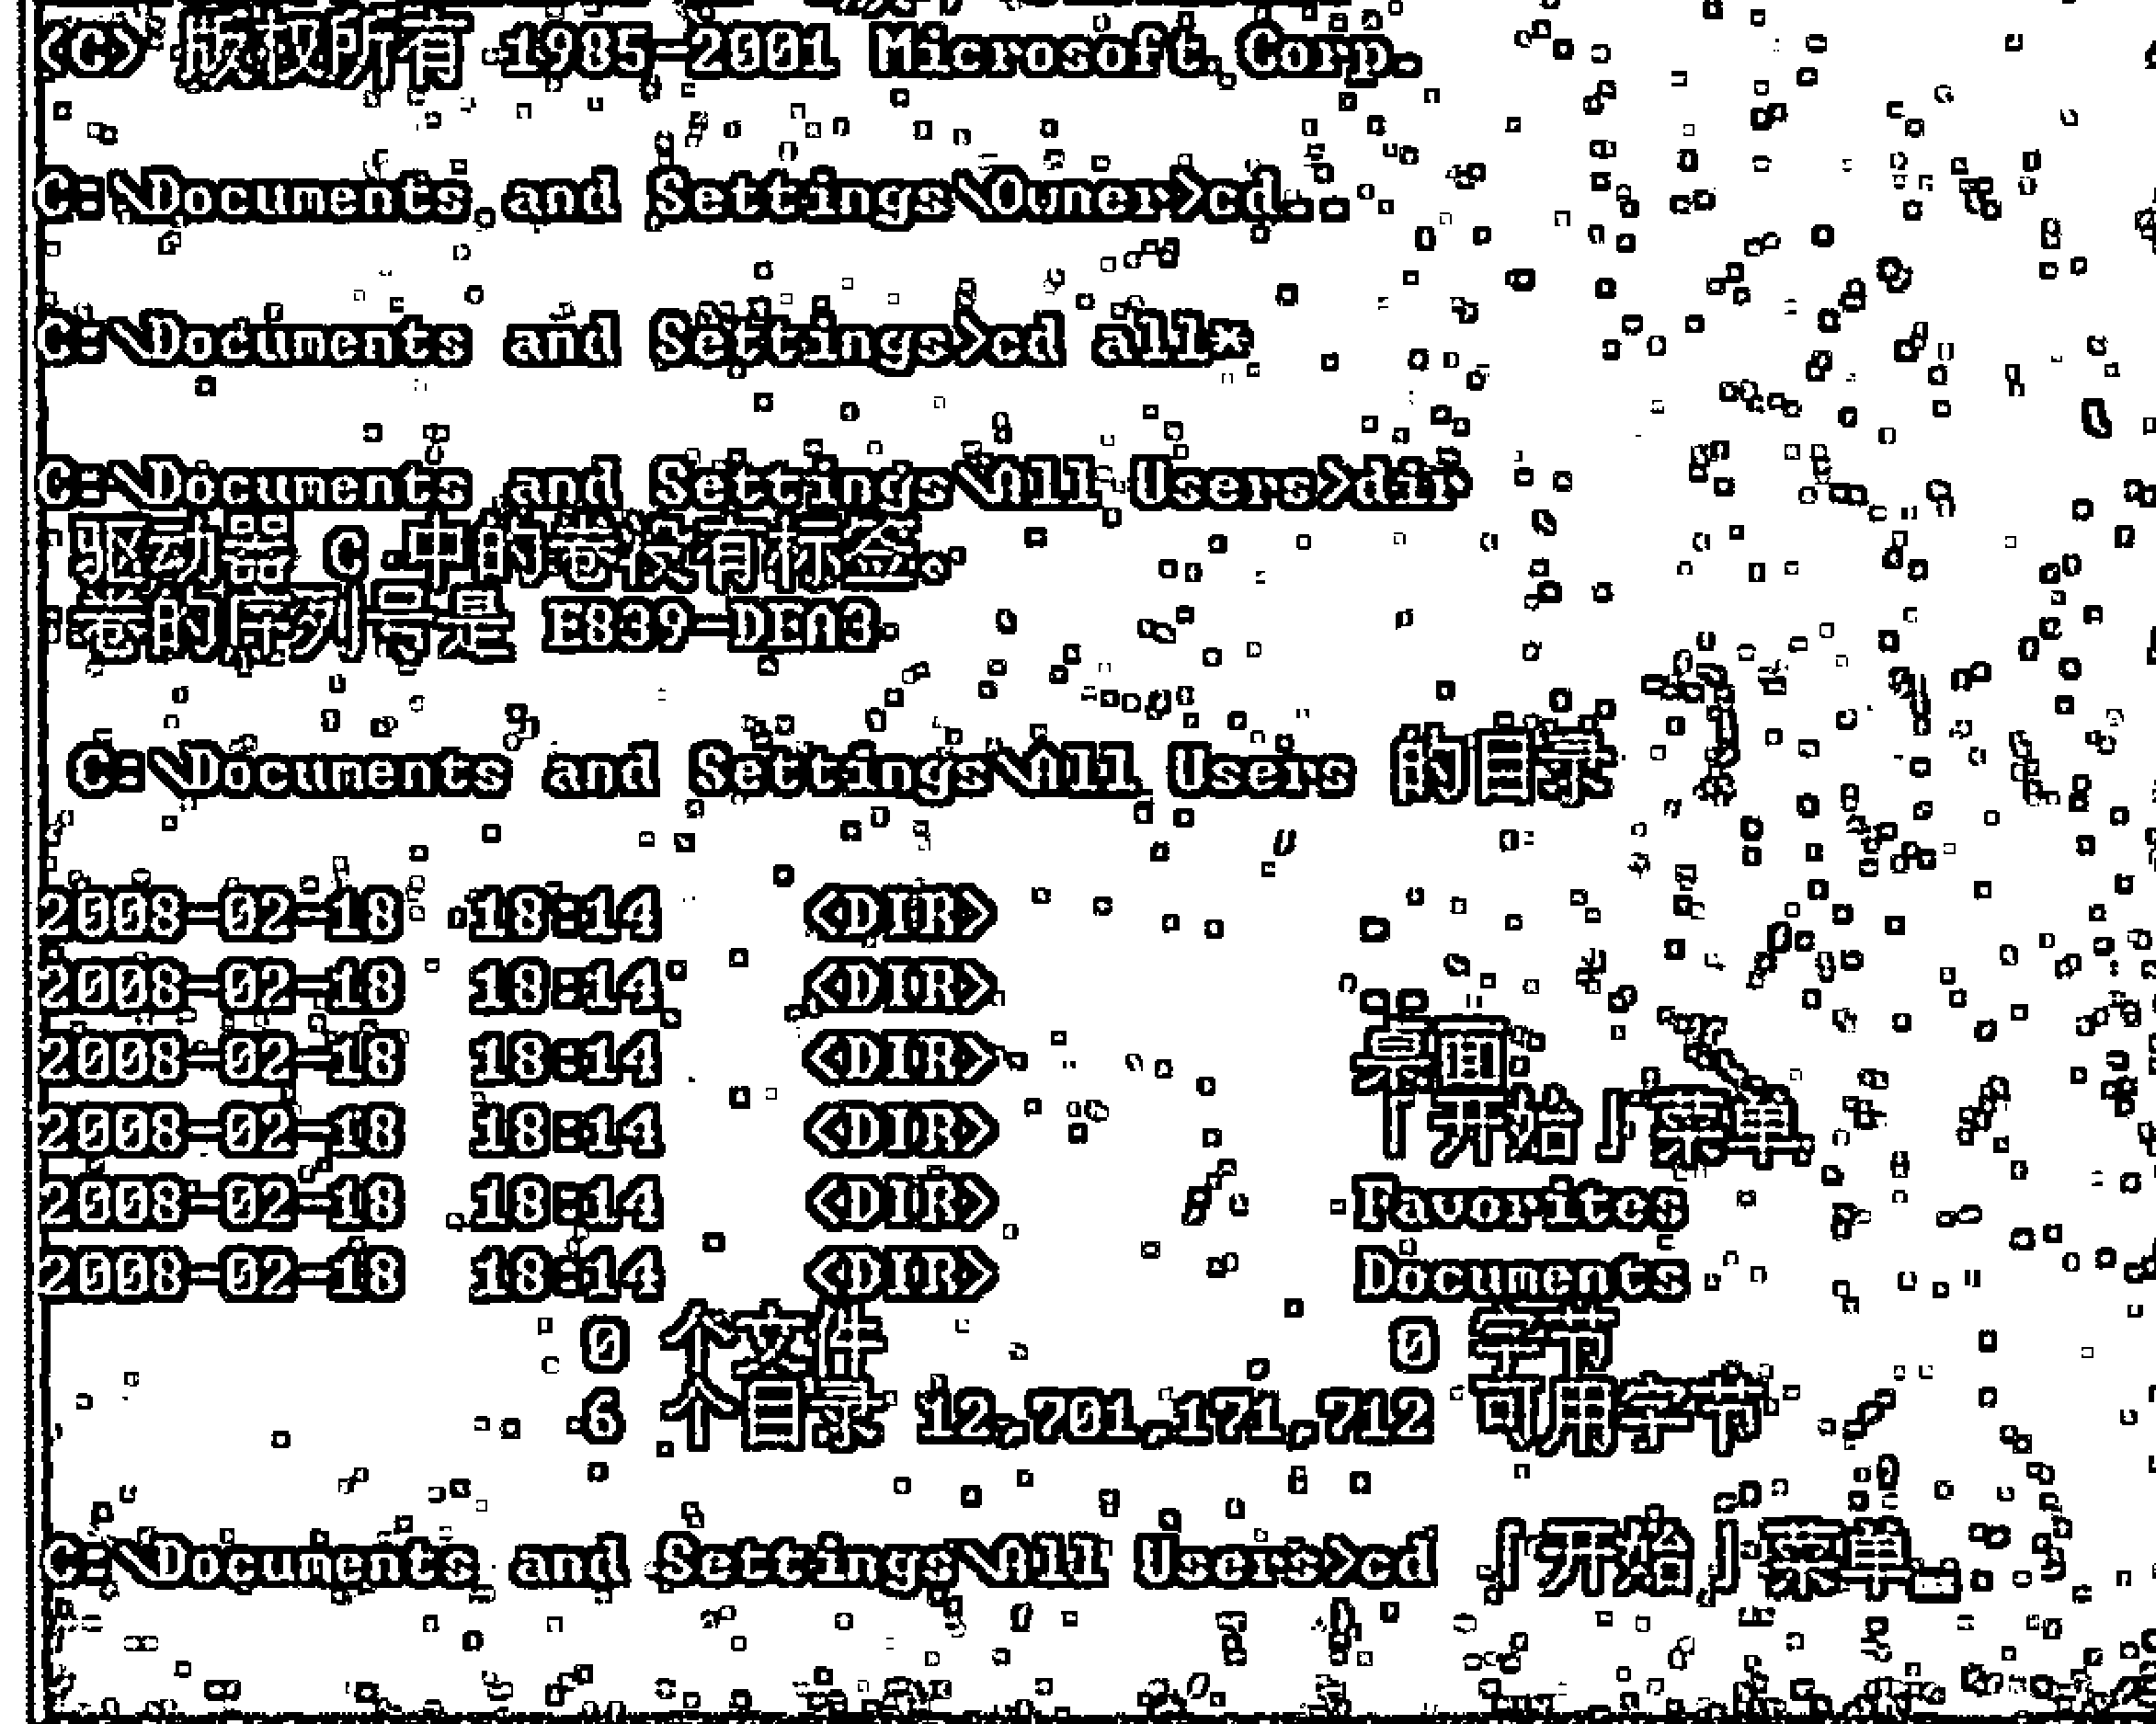 (C) 版权所有 1985-2001 Microsoft Corp.
C:\Documents and Settings\Owner>cd..
C:\Documents and Settings>cd all*
C:\Documents and Settings\All Users>dir
驱动器 C 中的卷没有标签。
卷的序列号是 E839-DEA3
C:\Documents and Settings\All Users 的目录
2008-02-18 18:14 <DIR> .
2008-02-18 18:14 <DIR> ..
2008-02-18 18:14 <DIR> 桌面
2008-02-18 18:14 <DIR> 「开始」菜单
2008-02-18 18:14 <DIR> Favorites
2008-02-18 18:14 <DIR> Documents
0 个文件 0 字节
6 个目录 12,701,171,712 可用字节
C:\Documents and Settings\All Users>cd 「开始」菜单_